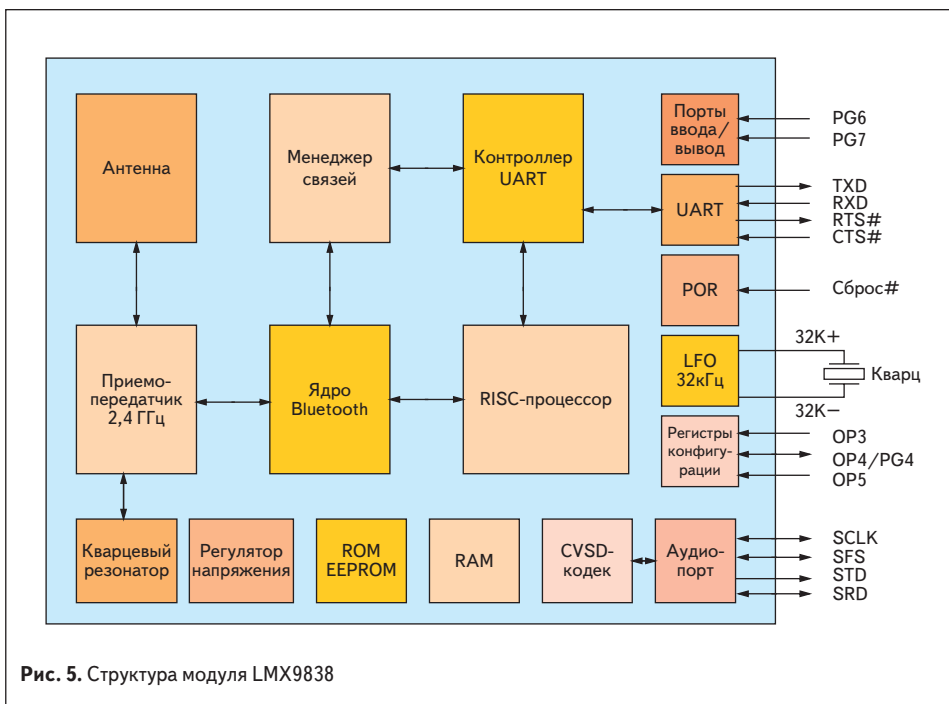 Антенна
Менеджер
связей
Контроллер
UART
Порты
ввода/
вывод
PG6
PG7
UART
TXD
RXD
RTS#
CTS#
POR
Сброс#
Приемо-
передатчик
2,4 ГГц
Ядро
Bluetooth
RISC-процессор
LFO
32кГц
32K+
Кварц
32K−
Регистры
конфигу-
рации
OP3
OP4/PG4
OP5
Кварцевый
резонатор
Регулятор
напряжения
ROM
EEPROM
RAM
CVSD-
кодек
Аудио-
порт
SCLK
SFS
STD
SRD
Рис. 5. Структура модуля LMX9838